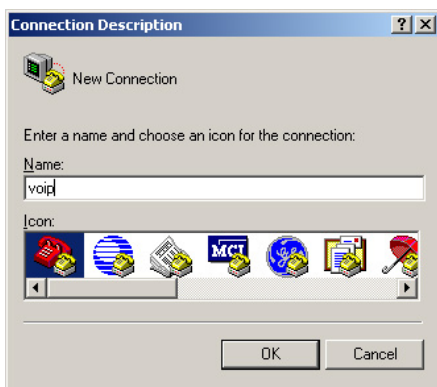 Connection Description
New Connection
Enter a name and choose an icon for the connection:
Name:
voip
Icon:
MCI
OK
Cancel